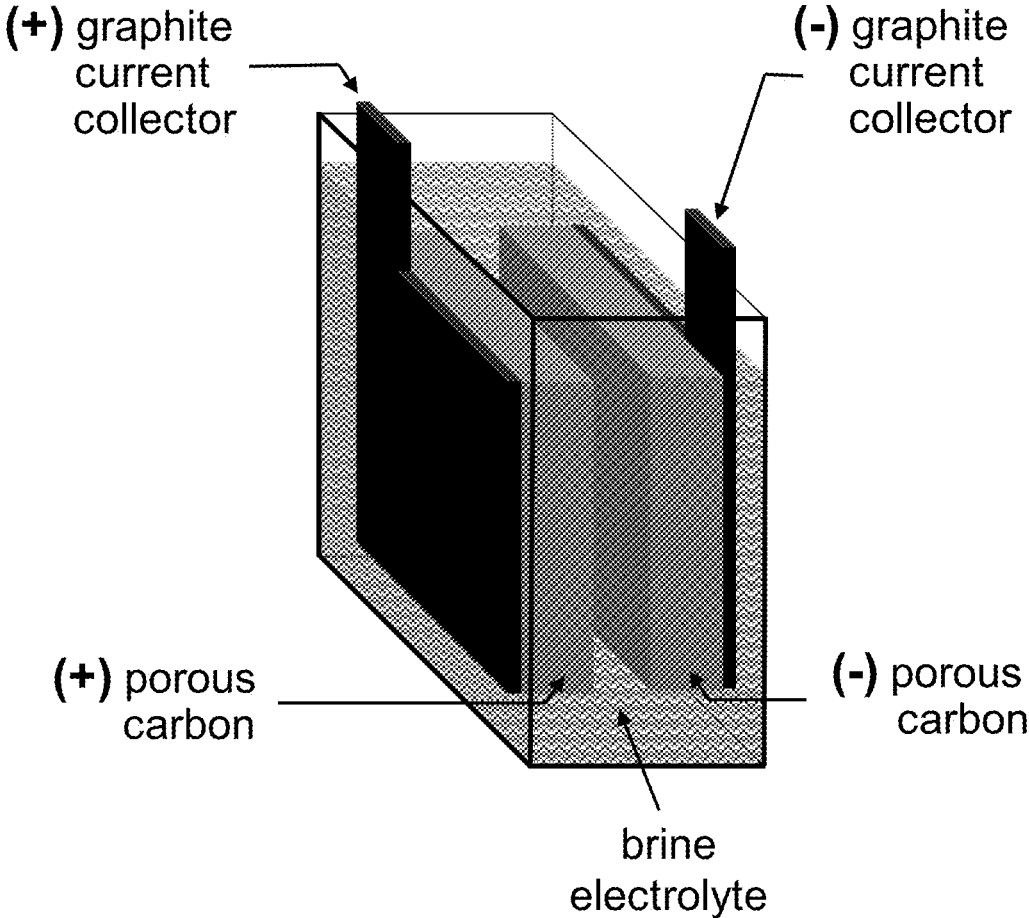 (+) graphite
current
collector
(-) graphite
current
collector
(+) porous
carbon
(-) porous
carbon
brine
electrolyte